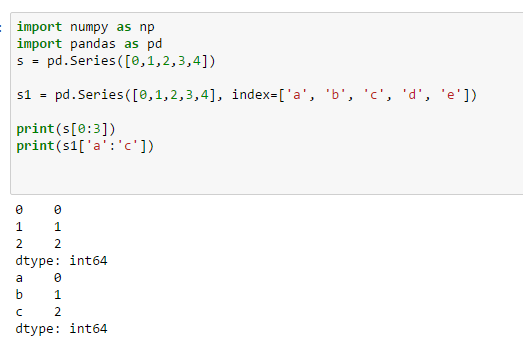 import numpy as np
import pandas as pd
s = pd.Series([0,1,2,3,4])
s1 = pd.Series([0,1,2,3,4], index=['a', 'b', 'c', 'd', 'e'])
print(s[0:3])
print(s1['a':'c'])
0    0
1    1
2    2
dtype: int64
a    0
b    1
c    2
dtype: int64